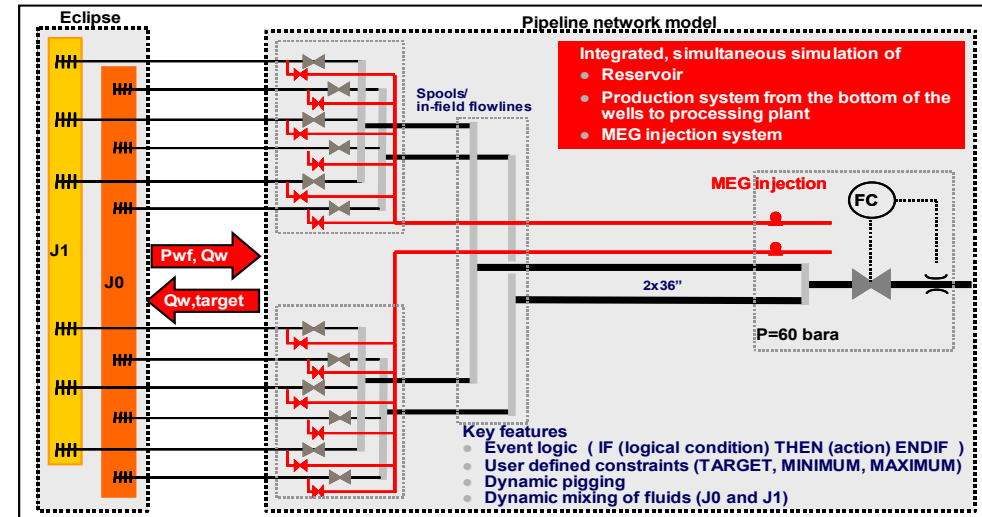 Eclipse
Pipeline network model
Integrated, simultaneous simulation of
Reservoir
Production system from the bottom of the
wells to processing plant
MEG injection system
Spools/
in-field flowlines
MEG injection
FC
J1
J0
Pwf, Qw
Qw,target
2x36”
P=60 bara
Key features
Event logic ( IF (logical condition) THEN (action) ENDIF )
User defined constraints (TARGET, MINIMUM, MAXIMUM)
Dynamic pigging
Dynamic mixing of fluids (J0 and J1)